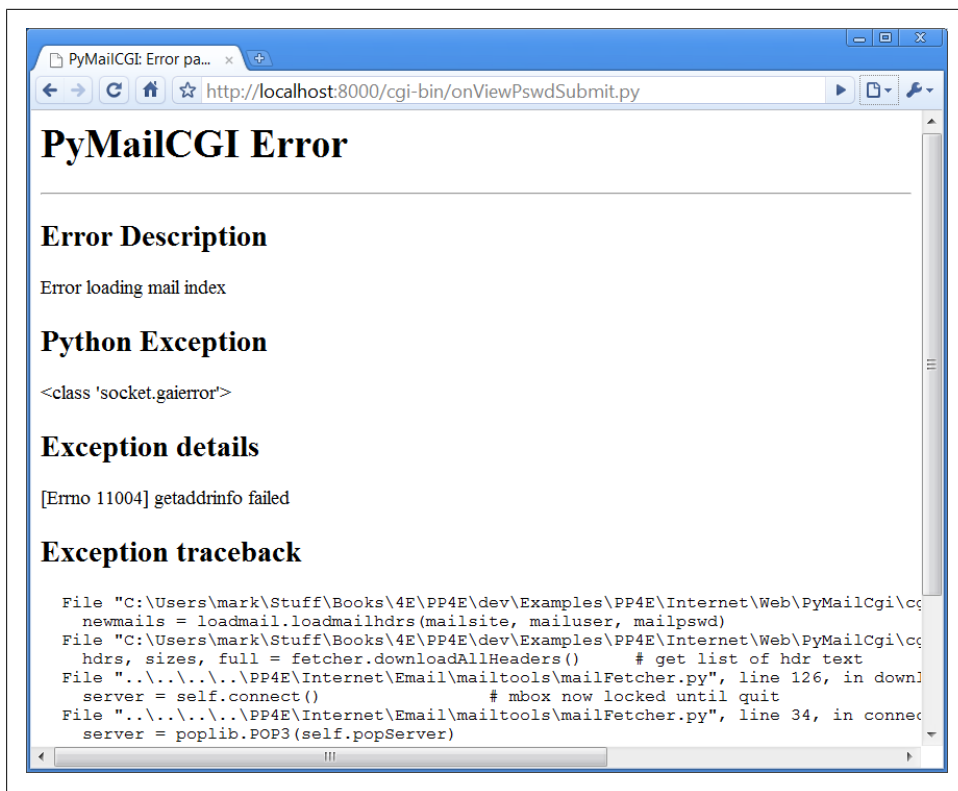 PyMailCGI: Error pa...
http://localhost:8000/cgi-bin/onViewPswdSubmit.py
PyMailCGI Error
Error Description
Error loading mail index
Python Exception
<class 'socket.gaierror'>
Exception details
[Errno 11004] getaddrinfo failed
Exception traceback
File "C:\Users\mark\Stuff\Books\4E\PP4E\dev\Examples\PP4E\Internet\Web\PyMailCgi\cg
newmails = loadmail.loadmailhdrs(mailsite, mailuser, mailpswd)
File "C:\Users\mark\Stuff\Books\4E\PP4E\dev\Examples\PP4E\Internet\Web\PyMailCgi\cg
hdrs, sizes, full = fetcher.downloadAllHeaders() # get list of hdr text
File "..\..\..\..\PP4E\Internet\Email\mailtools\mailFetcher.py", line 126, in downl
server = self.connect() # mbox now locked until quit
File "..\..\..\..\PP4E\Internet\Email\mailtools\mailFetcher.py", line 34, in connec
server = poplib.POP3(self.popServer)